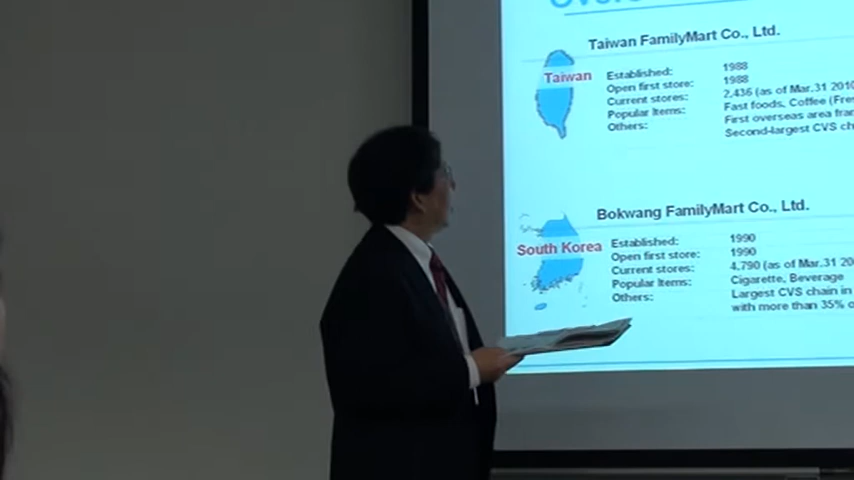 Taiwan FamilyMart Co., Ltd.
Taiwan
Established: 1988
Open first store: 1988
Current stores: 2,436 (as of Mar.31 2010
Popular Items: Fast foods, Coffee (Fres
Others: First overseas area fran
Second-largest CVS ch
Bokwang FamilyMart Co., Ltd.
South Korea
Established: 1990
Open first store: 1990
Current stores: 4,790 (as of Mar.31 20
Popular Items: Cigarette, Beverage
Others: Largest CVS chain in
with more than 35% o